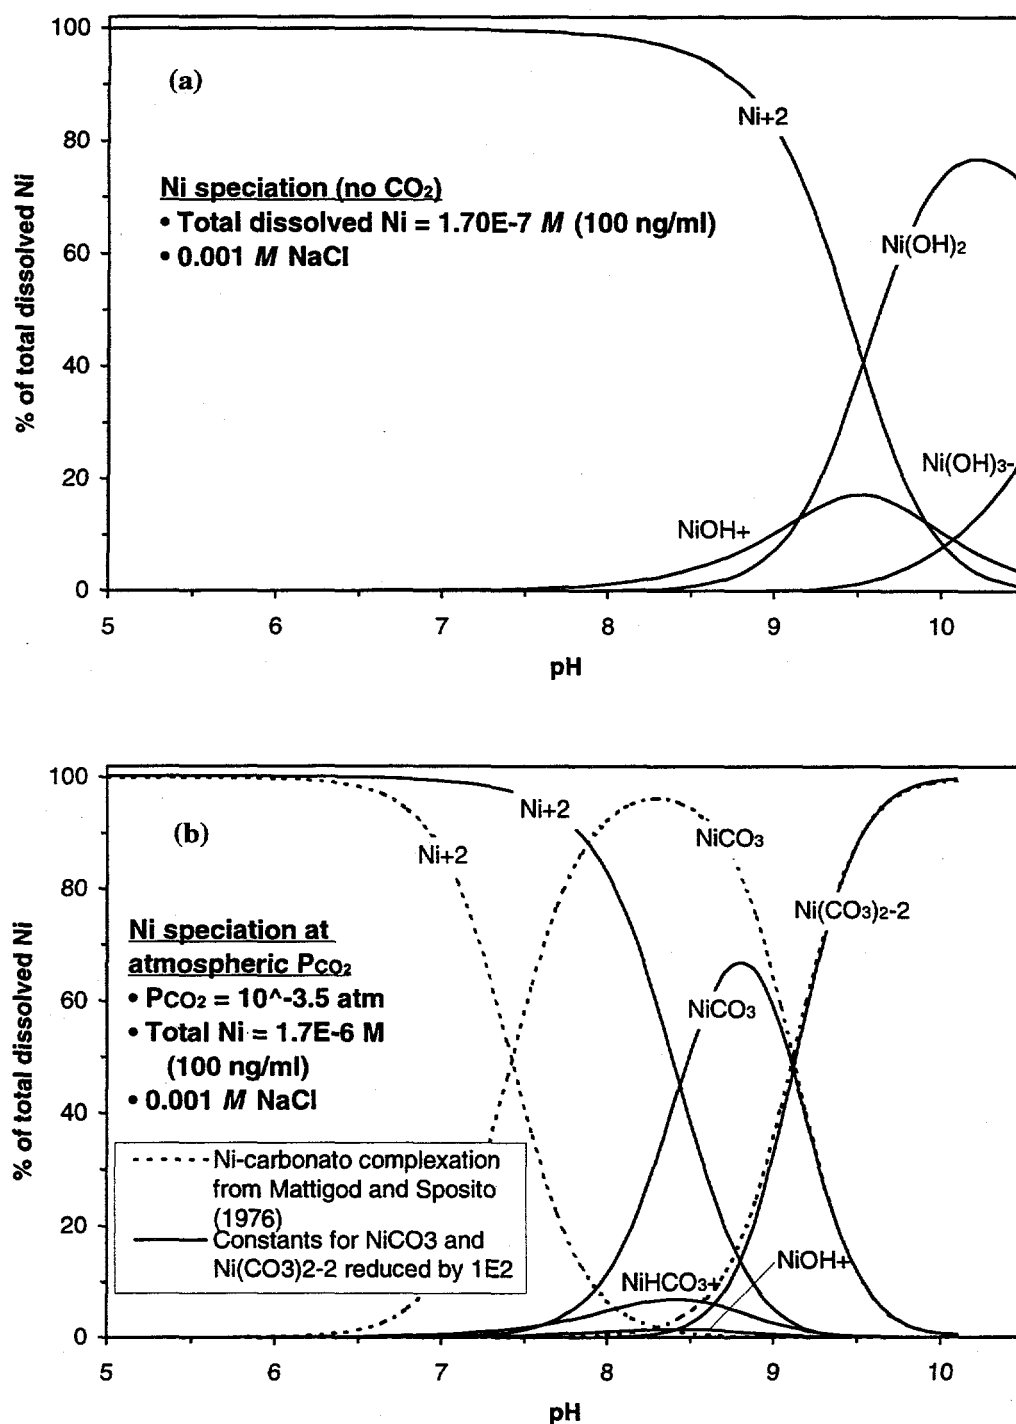 100
(a)
Ni+2
80
Ni speciation (no CO2)
• Total dissolved Ni = 1.70E-7 M (100 ng/ml)
• 0.001 M NaCl
Ni(OH)2
60
% of total dissolved Ni
40
Ni(OH)3-
20
NiOH+
0
5 6 7 8 9 10
pH
100
Ni+2
(b)
NiCO3
Ni+2
80
Ni(CO3)2-2
Ni speciation at
atmospheric PCO2
• PCO2 = 10^-3.5 atm
• Total Ni = 1.7E-6 M
(100 ng/ml)
• 0.001 M NaCl
60
NiCO3
% of total dissolved Ni
40
Ni-carbonato complexation
from Mattigod and Sposito
(1976)
Constants for NiCO3 and
Ni(CO3)2-2 reduced by 1E2
20
NiHCO3+
NiOH+
0
5 6 7 8 9 10
pH